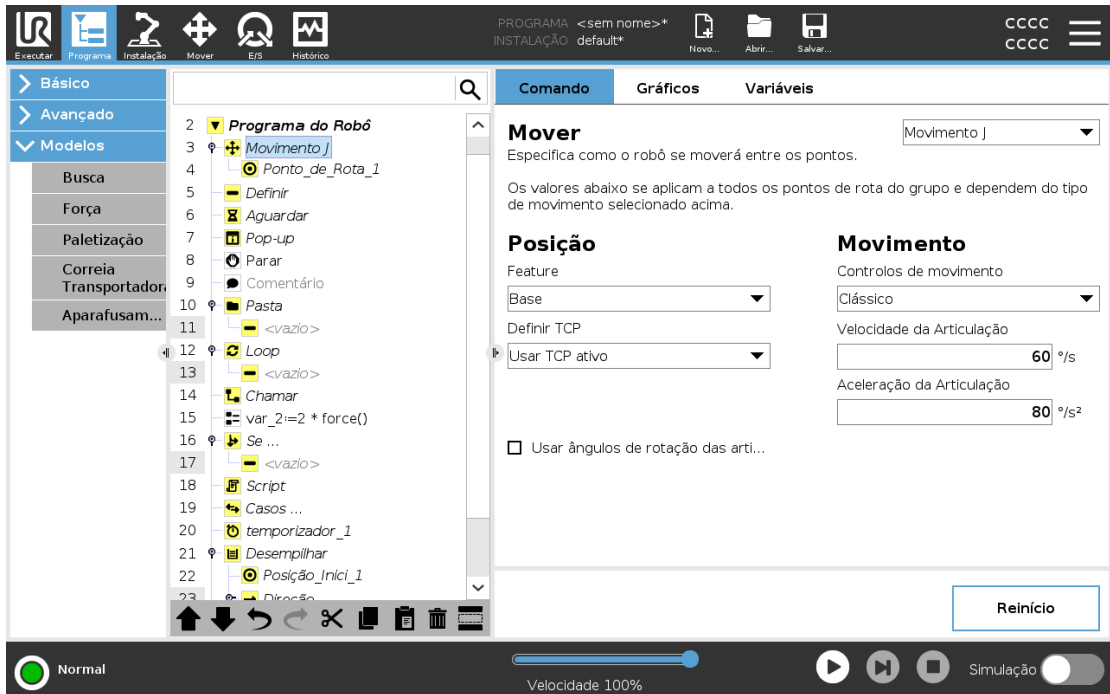 UR
Executar
Programa
Instalação
Mover
E/S
Histórico
PROGRAMA <sem nome>*
INSTALAÇÃO default*
Novo...
Abrir...
Salvar...
CCCC
CCCC
Básico
Avançado
Modelos
Busca
Força
Paletização
Correia
Transportador
Aparafusam...
2 Programa do Robô
3 Movimento J
4 Ponto_de_Rota_1
5 Definir
6 Aguardar
7 Pop-up
8 Parar
9 Comentário
10 Pasta
11 <vazio>
12 Loop
13 <vazio>
14 Chamar
15 var_2:=2 * force()
16 Se ...
17 <vazio>
18 Script
19 Casos ...
20 temporizador_1
21 Desempilhar
22 Posição_Inici_1
23 Direção
Comando
Gráficos
Variáveis
Mover
Movimento J
Especifica como o robô se moverá entre os pontos.
Os valores abaixo se aplicam a todos os pontos de rota do grupo e dependem do tipo
de movimento selecionado acima.
Posição
Feature
Base
Definir TCP
Usar TCP ativo
Usar ângulos de rotação das arti...
Movimento
Controlos de movimento
Clássico
Velocidade da Articulação
60 °/s
Aceleração da Articulação
80 °/s²
Reinício
Normal
Velocidade 100%
Simulação